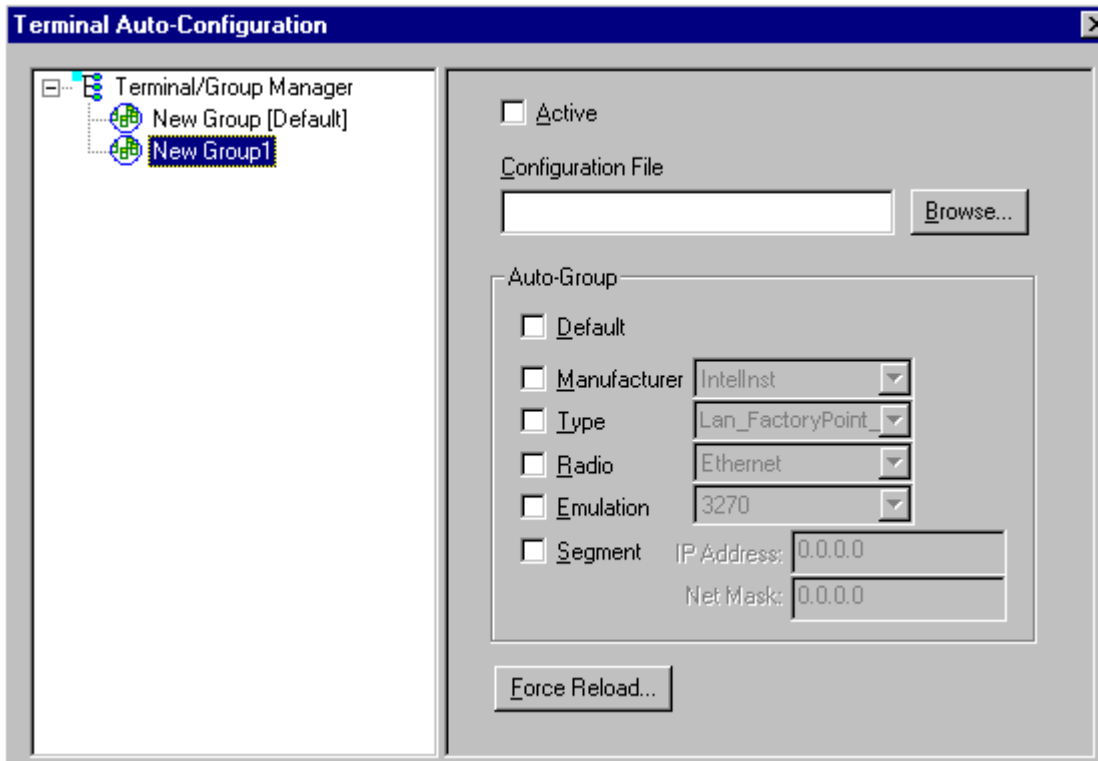 Terminal Auto-Configuration
Terminal/Group Manager
New Group [Default]
New Group1
Active
Configuration File
Browse...
Auto-Group
Default
Manufacturer IntelInst
Type Lan_FactoryPoint_
Radio Ethernet
Emulation 3270
Segment IP Address: 0.0.0.0
Net Mask: 0.0.0.0
Force Reload...